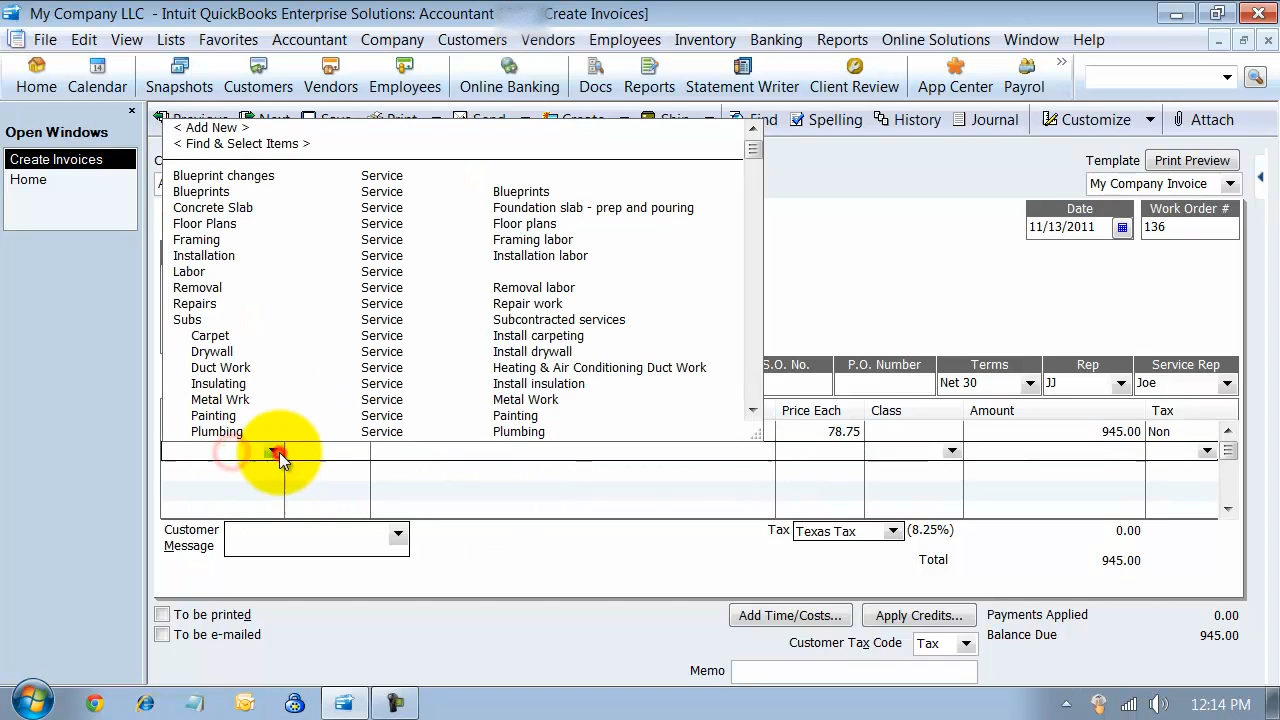 My Company LLC - Intuit QuickBooks Enterprise Solutions: Accountant Create Invoices]
File Edit View Lists Favorites Accountant Company Customers Vendors Employees Inventory Banking Reports Online Solutions Window Help
Home Calendar Snapshots Customers Vendors Employees Online Banking Docs Reports Statement Writer Client Review App Center Payrol
Open Windows
Create Invoices
Home
Previous Next Save Print Send Create Ship Find Spelling History Journal Customize Attach
< Add New >
< Find & Select Items >
Blueprint changes Service
Blueprints Service Blueprints
Concrete Slab Service Foundation slab - prep and pouring
Floor Plans Service Floor plans
Framing Service Framing labor
Installation Service Installation labor
Labor Service
Removal Service Removal labor
Repairs Service Repair work
Subs Service Subcontracted services
Carpet Service Install carpeting
Drywall Service Install drywall
Duct Work Service Heating & Air Conditioning Duct Work
Insulating Service Install insulation
Metal Wrk Service Metal Work
Painting Service Painting
Plumbing Service Plumbing
Template Print Preview
My Company Invoice
Date Work Order #
11/13/2011 136
S.O. No. P.O. Number Terms Rep Service Rep
Net 30 JJ Joe
Price Each Class Amount Tax
78.75 945.00 Non
Customer Message
Tax Texas Tax (8.25%) 0.00
Total 945.00
To be printed
To be e-mailed
Add Time/Costs... Apply Credits... Payments Applied 0.00
Customer Tax Code Tax Balance Due 945.00
Memo
12:14 PM